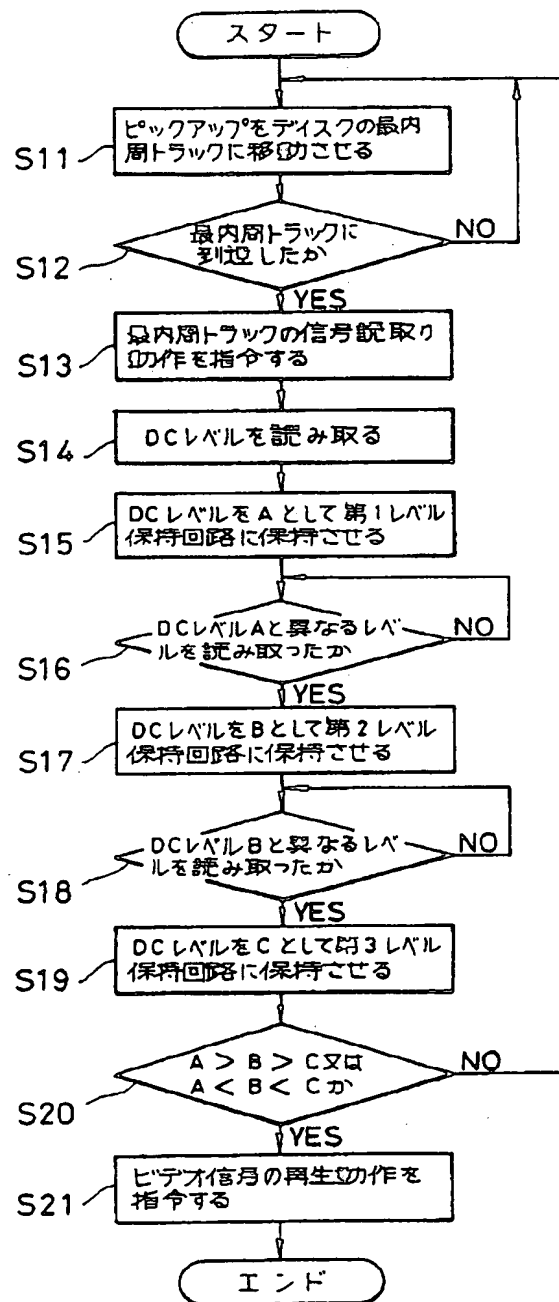 スタート
S11
ピックアップをディスクの最内
周トラックに移動させる
S12
最内周トラックに
到達したか
NO
YES
S13
最内周トラックの信号読取り
動作を指令する
S14
DCレベルを読み取る
S15
DCレベルをAとして第1レベル
保持回路に保持させる
S16
DCレベルAと異なるレベ
ルを読み取ったか
NO
YES
S17
DCレベルをBとして第2レベル
保持回路に保持させる
S18
DCレベルBと異なるレベ
ルを読み取ったか
NO
YES
S19
DCレベルをCとして第3レベル
保持回路に保持させる
S20
A>B>C又は
A<B<Cか
NO
YES
S21
ビデオ信号の再生動作を
指令する
エンド